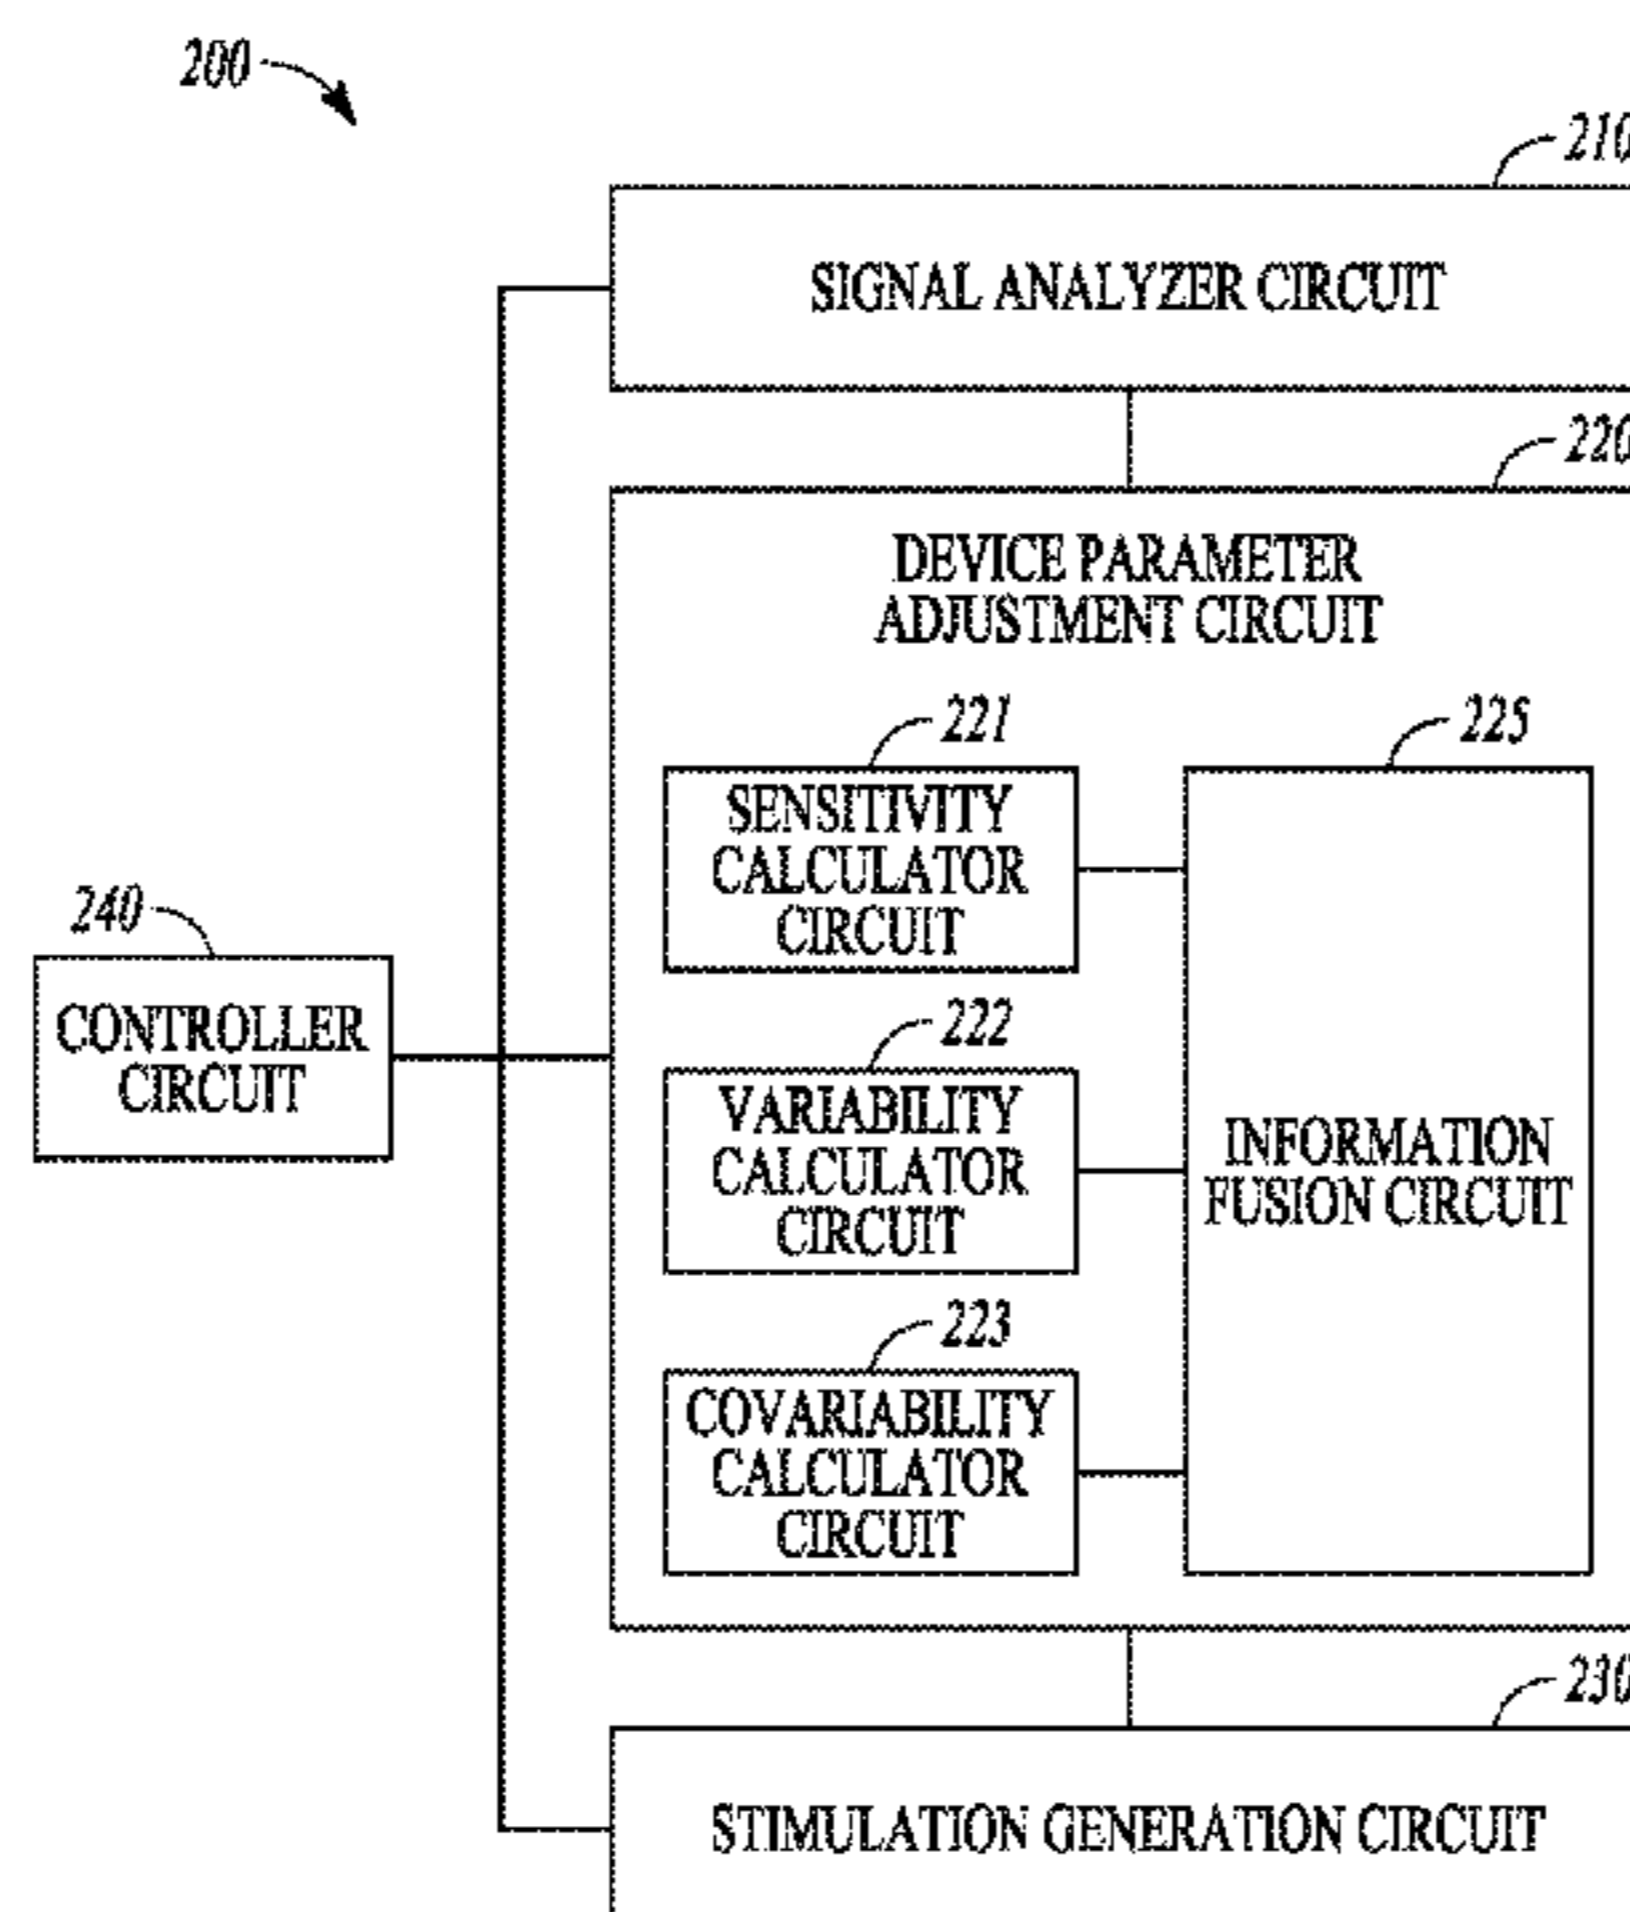 200
210
SIGNAL ANALYZER CIRCUIT
220
DEVICE PARAMETER
ADJUSTMENT CIRCUIT
221
225
SENSITIVITY
CALCULATOR
CIRCUIT
240
CONTROLLER
CIRCUIT
222
VARIABILITY
CALCULATOR
CIRCUIT
INFORMATION
FUSION CIRCUIT
223
COVARIABILITY
CALCULATOR
CIRCUIT
230
STIMULATION GENERATION CIRCUIT